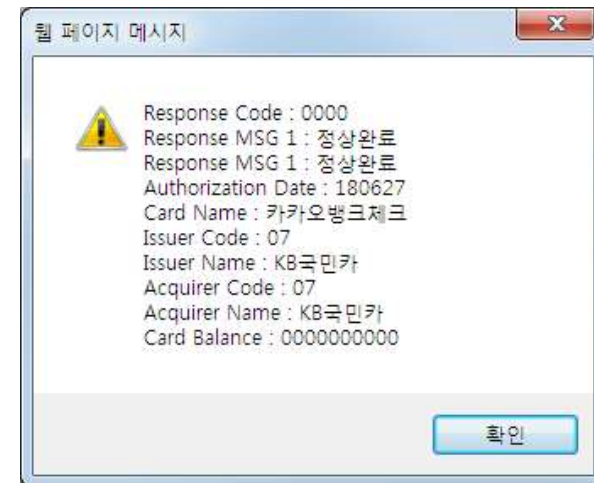 웹 페이지 메시지
Response Code : 0000
Response MSG 1 : 정상완료
Response MSG 1 : 정상완료
Authorization Date : 180627
Card Name : 카카오뱅크체크
Issuer Code : 07
Issuer Name : KB국민카
Acquirer Code : 07
Acquirer Name : KB국민카
Card Balance : 0000000000
확인